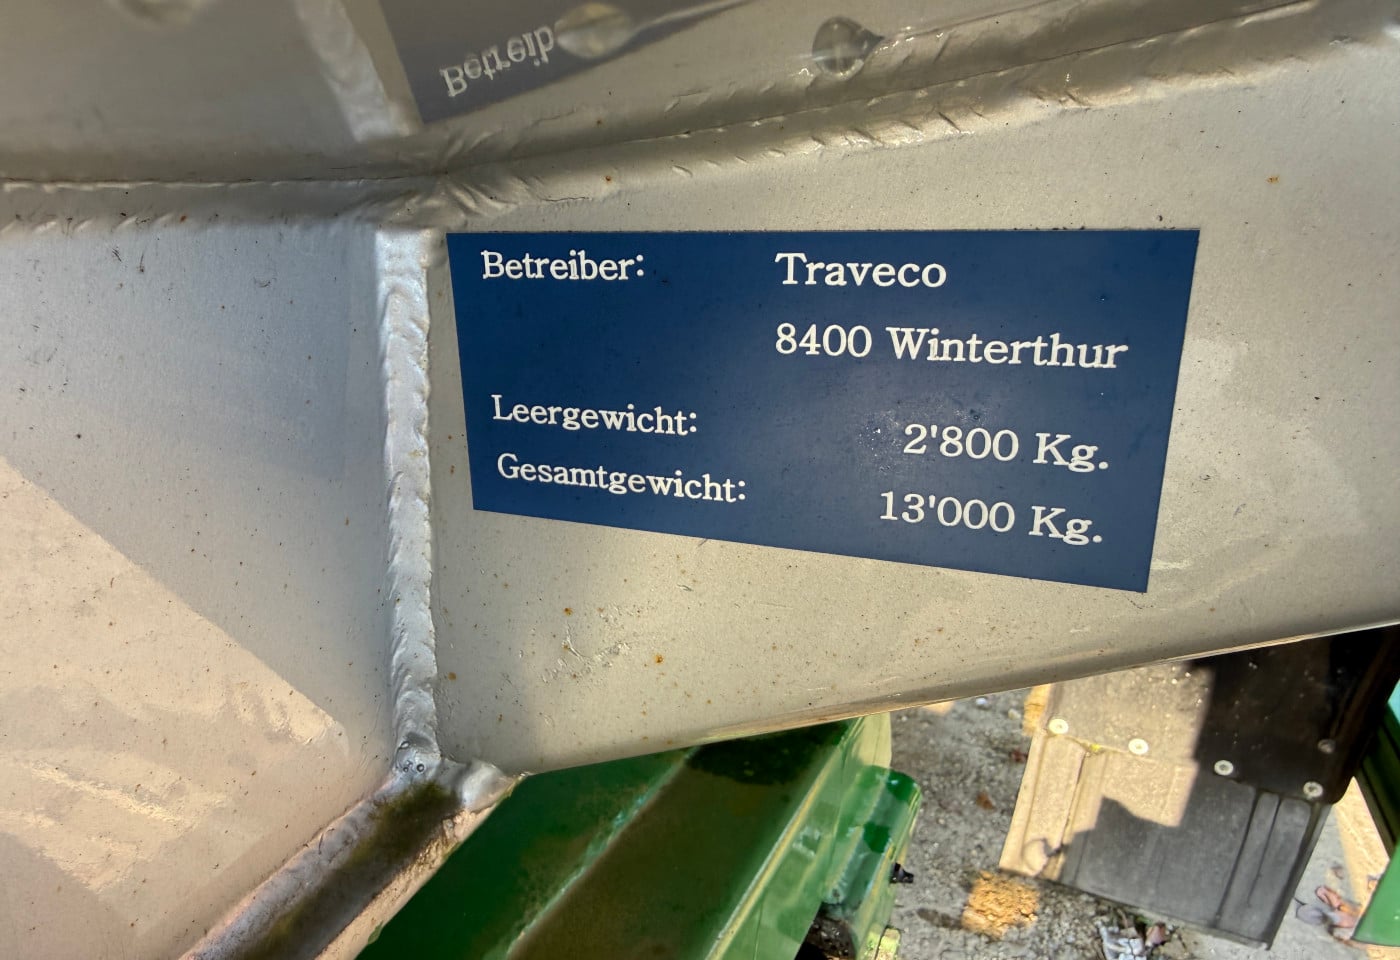 Betreiber: Traveco
8400 Winterthur
Leergewicht: 2'800 Kg.
Gesamtgewicht: 13'000 Kg.